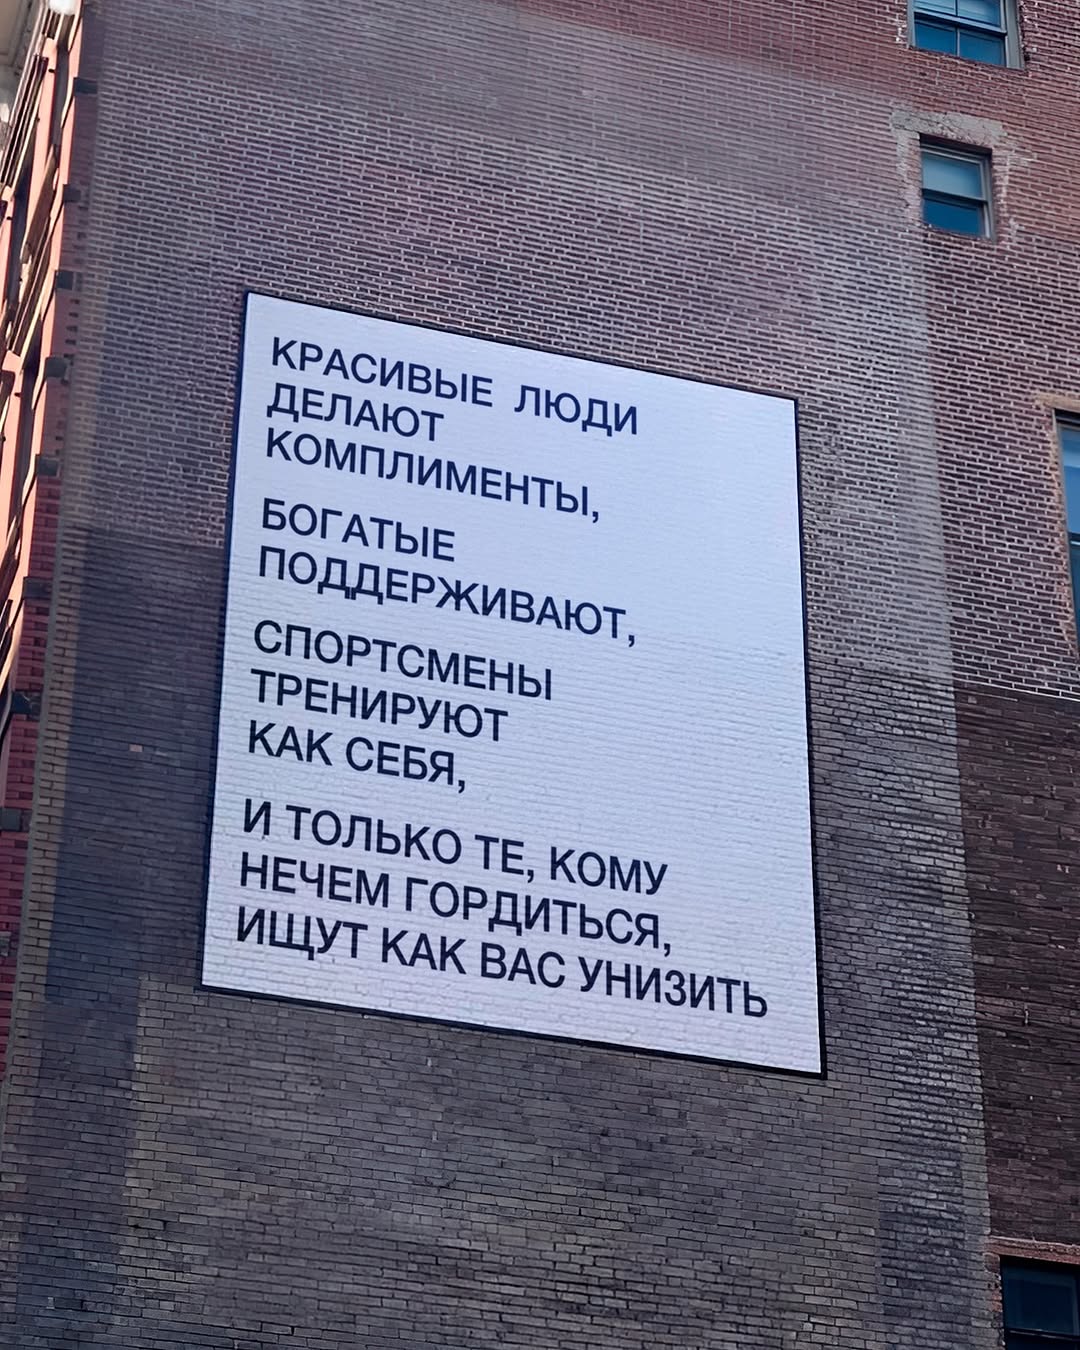 КРАСИВЫЕ ЛЮДИ
ДЕЛАЮТ
КОМПЛИМЕНТЫ,
БОГАТЫЕ
ПОДДЕРЖИВАЮТ,
СПОРТСМЕНЫ
ТРЕНИРУЮТ
КАК СЕБЯ,
И ТОЛЬКО ТЕ, КОМУ
НЕЧЕМ ГОРДИТЬСЯ,
ИЩУТ КАК ВАС УНИЗИТЬ